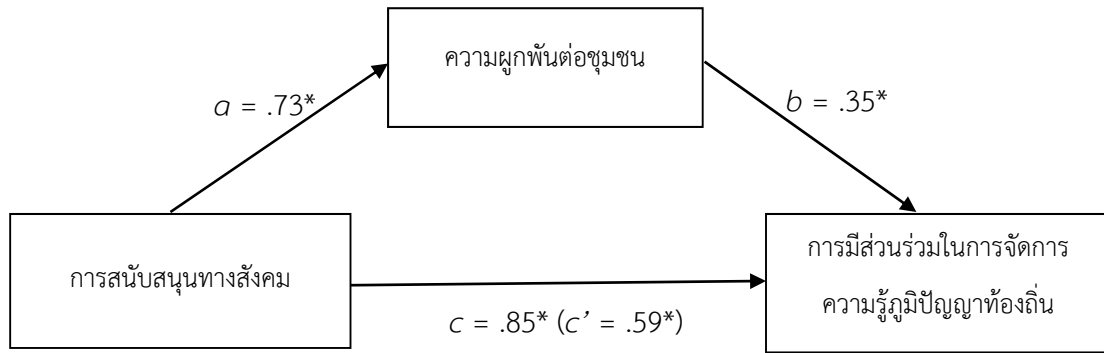 ความผูกพันต่อชุมชน
a = .73*
b = .35*
การสนับสนุนทางสังคม
การมีส่วนร่วมในการจัดการ
ความรู้ภูมิปัญญาท้องถิ่น
c = .85* (c’ = .59*)